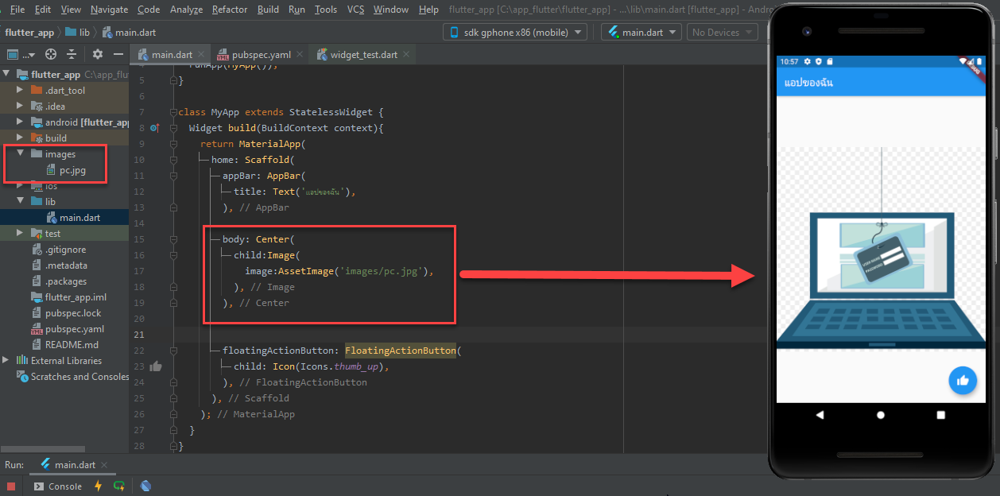 File Edit View Navigate Code Analyze Refactor Build Run Tools VCS Window Help flutter_app [C:\app_flutter\flutter_app] - ...\lib\main.dart [flutter_app] -
flutter_app lib main.dart sdk gphone x86 (mobile) main.dart No Devices
... main.dart pubspec.yaml widget_test.dart
flutter_app C:\app_flu
.dart_tool
.idea
android [flutter_app
build
images
pc.jpg
ios
lib
main.dart
test
.gitignore
.metadata
.packages
flutter_app.iml
pubspec.lock
pubspec.yaml
README.md
External Libraries
Scratches and Consoles
runApp(MyApp());
5 }
6
7 class MyApp extends StatelessWidget {
8 Widget build(BuildContext context){
9 return MaterialApp(
10 home: Scaffold(
11 appBar: AppBar(
12 title: Text('แอปของฉัน'),
13 ), // AppBar
14
15 body: Center(
16 child:Image(
17 image:AssetImage('images/pc.jpg'),
18 ), // Image
19 ), // Center
20
21
22 floatingActionButton: FloatingActionButton(
23 child: Icon(Icons.thumb_up),
24 ), // FloatingActionButton
25 ), // Scaffold
26 ); // MaterialApp
27 }
28 }
10:57
DEBUG
แอปของฉัน
USER NAME
PASSWORD
Run: main.dart
Console